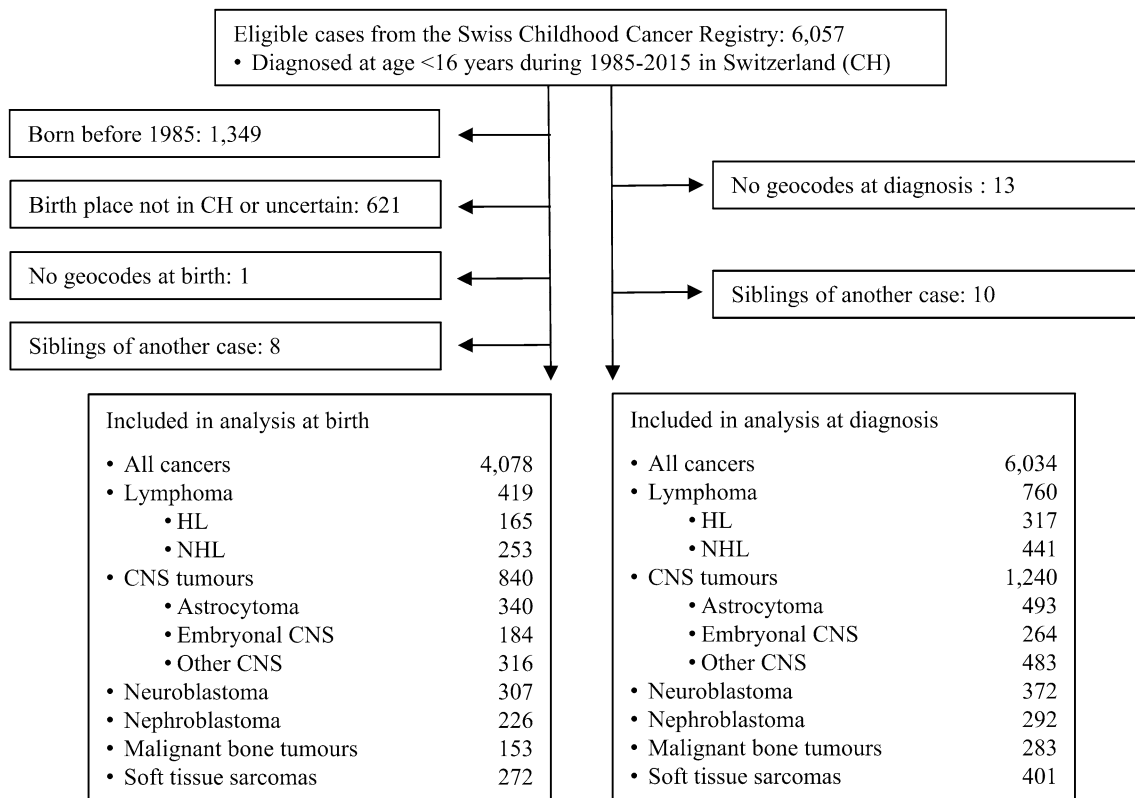 Eligible cases from the Swiss Childhood Cancer Registry: 6,057
• Diagnosed at age <16 years during 1985-2015 in Switzerland (CH)
Born before 1985: 1,349
Birth place not in CH or uncertain: 621
No geocodes at birth: 1
Siblings of another case: 8
No geocodes at diagnosis : 13
Siblings of another case: 10
Included in analysis at birth
• All cancers 4,078
• Lymphoma 419
• HL 165
• NHL 253
• CNS tumours 840
• Astrocytoma 340
• Embryonal CNS 184
• Other CNS 316
• Neuroblastoma 307
• Nephroblastoma 226
• Malignant bone tumours 153
• Soft tissue sarcomas 272
Included in analysis at diagnosis
• All cancers 6,034
• Lymphoma 760
• HL 317
• NHL 441
• CNS tumours 1,240
• Astrocytoma 493
• Embryonal CNS 264
• Other CNS 483
• Neuroblastoma 372
• Nephroblastoma 292
• Malignant bone tumours 283
• Soft tissue sarcomas 401